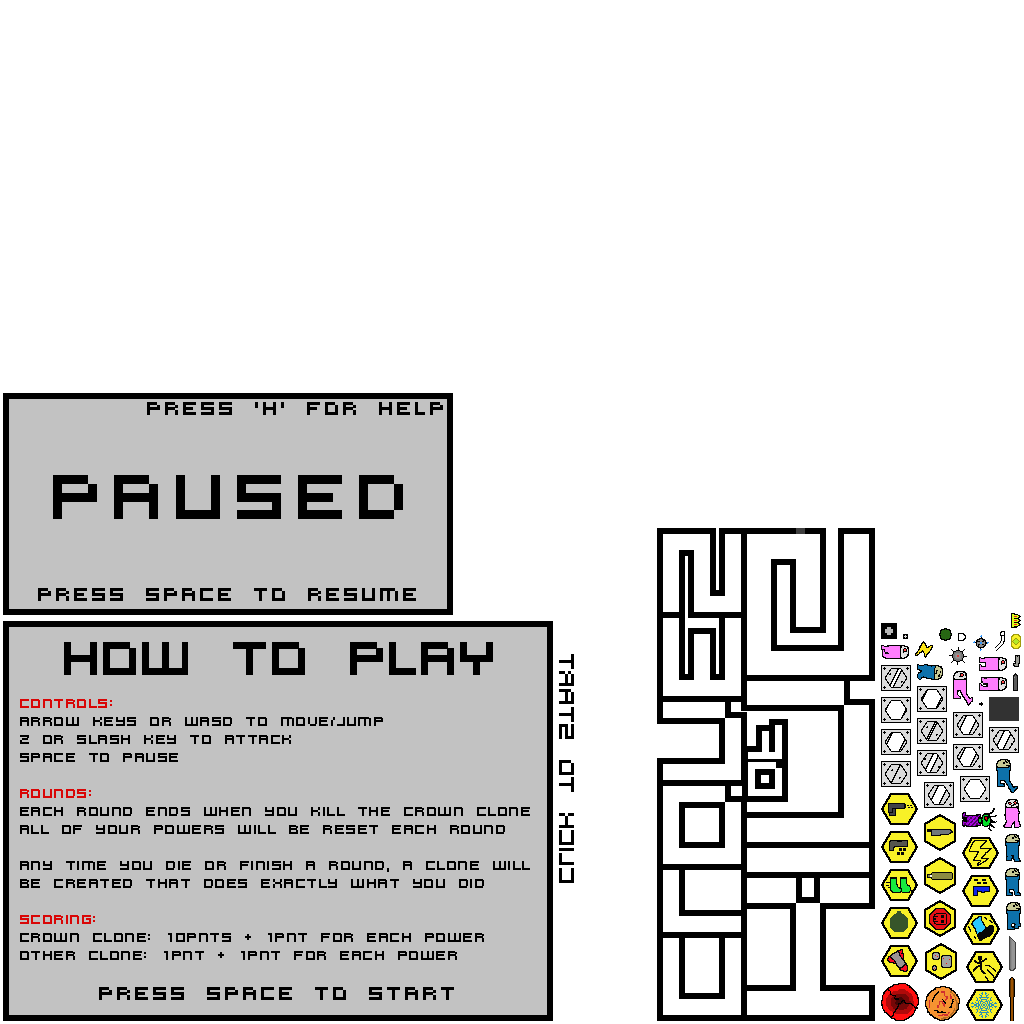 PRESS 'H' FOR HELP
PAUSED
PRESS SPACE TO RESUME
HOW TO PLAY
CONTROLS:
ARROW KEYS OR WASD TO MOVE/JUMP
Z OR SLASH KEY TO ATTACK
SPACE TO PAUSE
ROUNDS:
EACH ROUND ENDS WHEN YOU KILL THE CROWN CLONE
ALL OF YOUR POWERS WILL BE RESET EACH ROUND
ANY TIME YOU DIE OR FINISH A ROUND, A CLONE WILL
BE CREATED THAT DOES EXACTLY WHAT YOU DID
SCORING:
CROWN CLONE: 10PNTS + 1PNT FOR EACH POWER
OTHER CLONE: 1PNT + 1PNT FOR EACH POWER
PRESS SPACE TO START
CLICK TO START